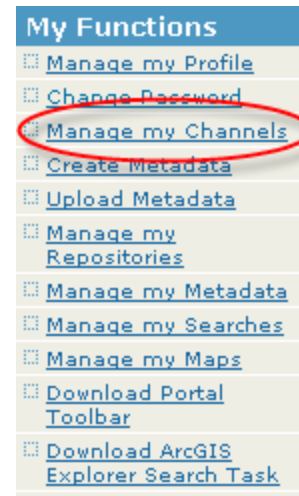 My Functions
Manage my Profile
Change Password
Manage my Channels
Create Metadata
Upload Metadata
Manage my
Repositories
Manage my Metadata
Manage my Searches
Manage my Maps
Download Portal
Toolbar
Download ArcGIS
Explorer Search Task